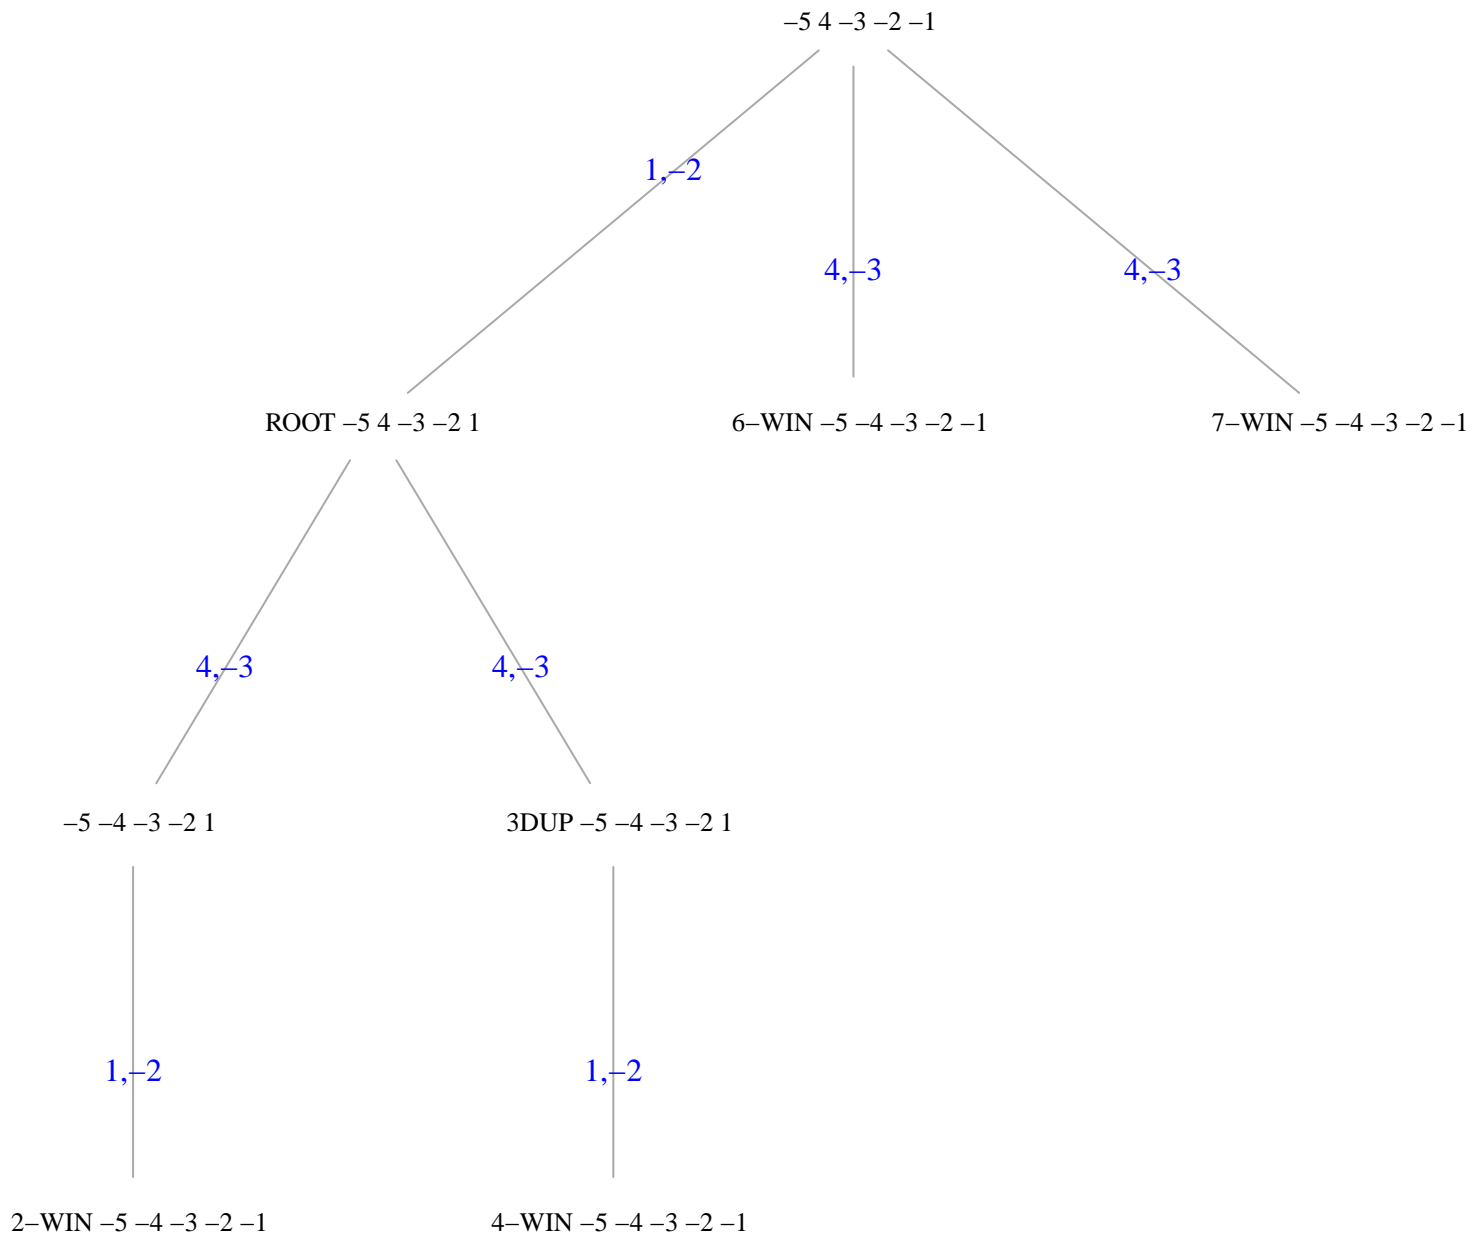 –5 4 –3 –2 –1
1,–2
4,–3
4,–3
ROOT –5 4 –3 –2 1
6–WIN –5 –4 –3 –2 –1
7–WIN –5 –4 –3 –2 –1
4,–3
4,–3
–5 –4 –3 –2 1
3DUP –5 –4 –3 –2 1
1,–2
1,–2
2–WIN –5 –4 –3 –2 –1
4–WIN –5 –4 –3 –2 –1